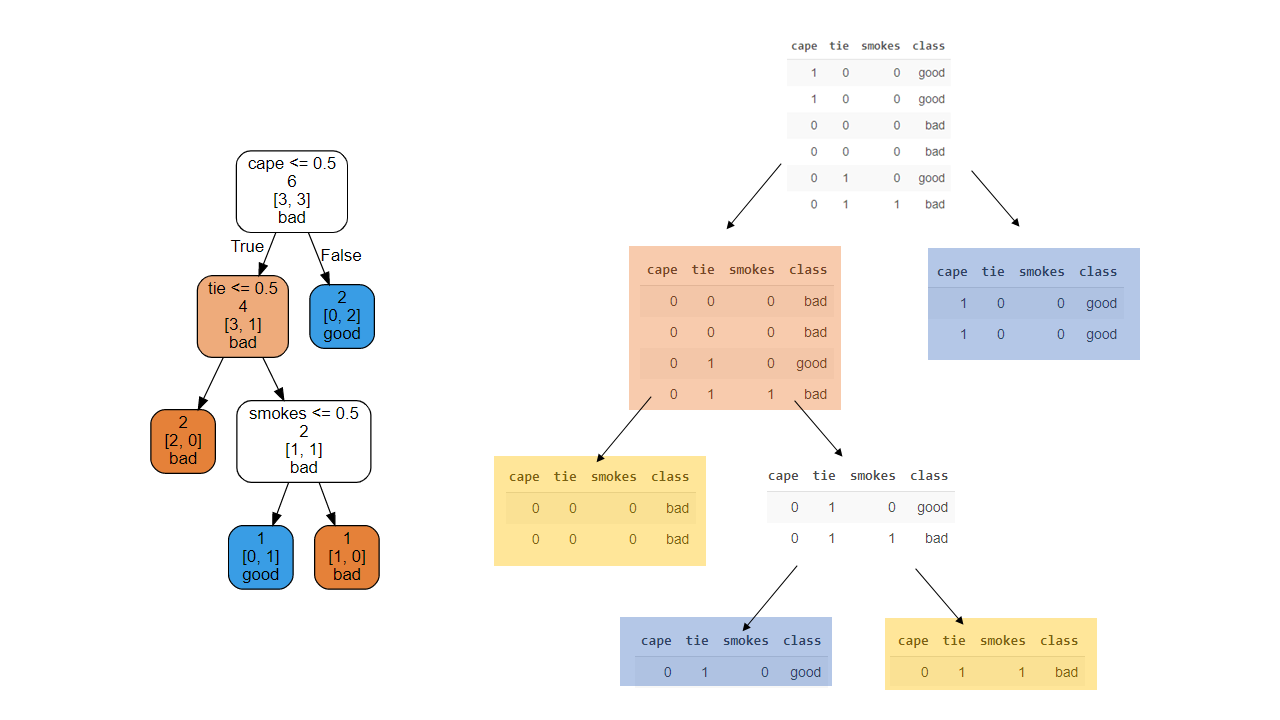 cape <= 0.5
6
[3, 3]
bad
True
False
tie <= 0.5
4
[3, 1]
bad
2
[0, 2]
good
2
[2, 0]
bad
smokes <= 0.5
2
[1, 1]
bad
1
[0, 1]
good
1
[1, 0]
bad
cape tie smokes class
1 0 0 good
1 0 0 good
0 0 0 bad
0 0 0 bad
0 1 0 good
0 1 1 bad
cape tie smokes class
0 0 0 bad
0 0 0 bad
0 1 0 good
0 1 1 bad
cape tie smokes class
1 0 0 good
1 0 0 good
cape tie smokes class
0 0 0 bad
0 0 0 bad
cape tie smokes class
0 1 0 good
0 1 1 bad
cape tie smokes class
0 1 0 good
cape tie smokes class
0 1 1 bad